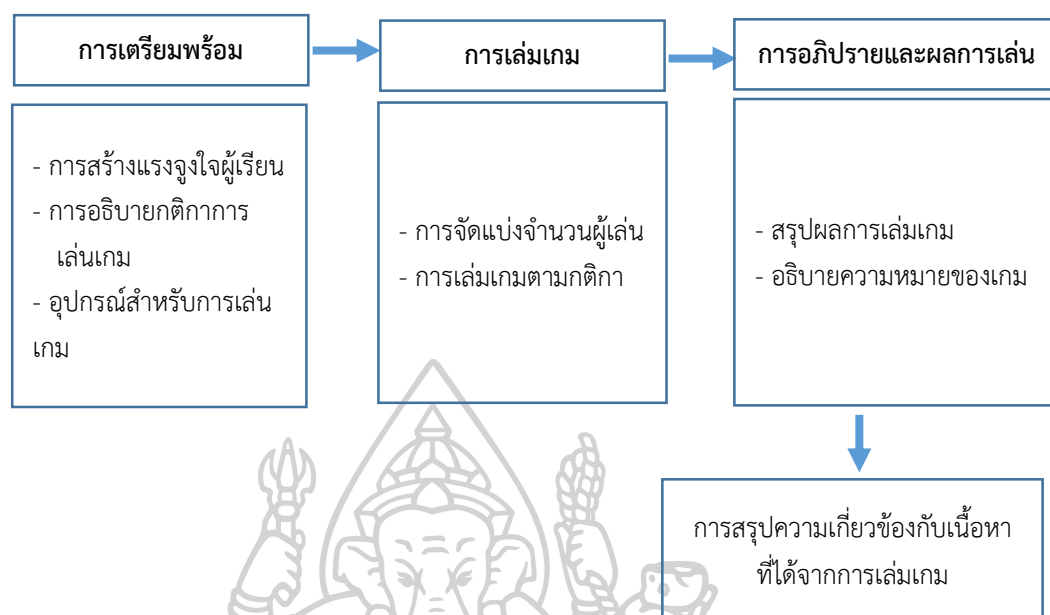 การเตรียมพร้อม
การเล่มเกม
การอภิปรายและผลการเล่น
- การสร้างแรงจูงใจผู้เรียน
- การอธิบายกติกาการ
เล่นเกม
- อุปกรณ์สำหรับการเล่น
เกม
- การจัดแบ่งจำนวนผู้เล่น
- การเล่มเกมตามกติกา
- สรุปผลการเล่มเกม
- อธิบายความหมายของเกม
การสรุปความเกี่ยวข้องกับเนื้อหา
ที่ได้จากการเล่มเกม